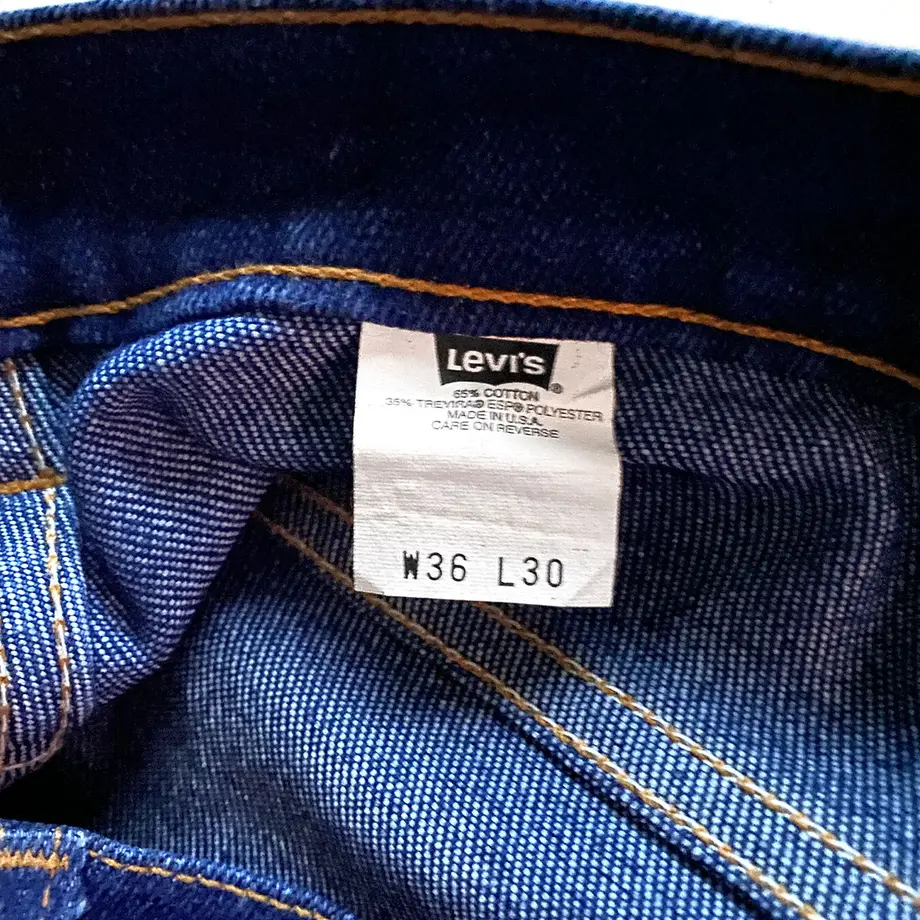 Levi's ®
65% COTTON
35% TREVIRA® ESP® POLYESTER
MADE IN U.S.A.
CARE ON REVERSE
W36 L30